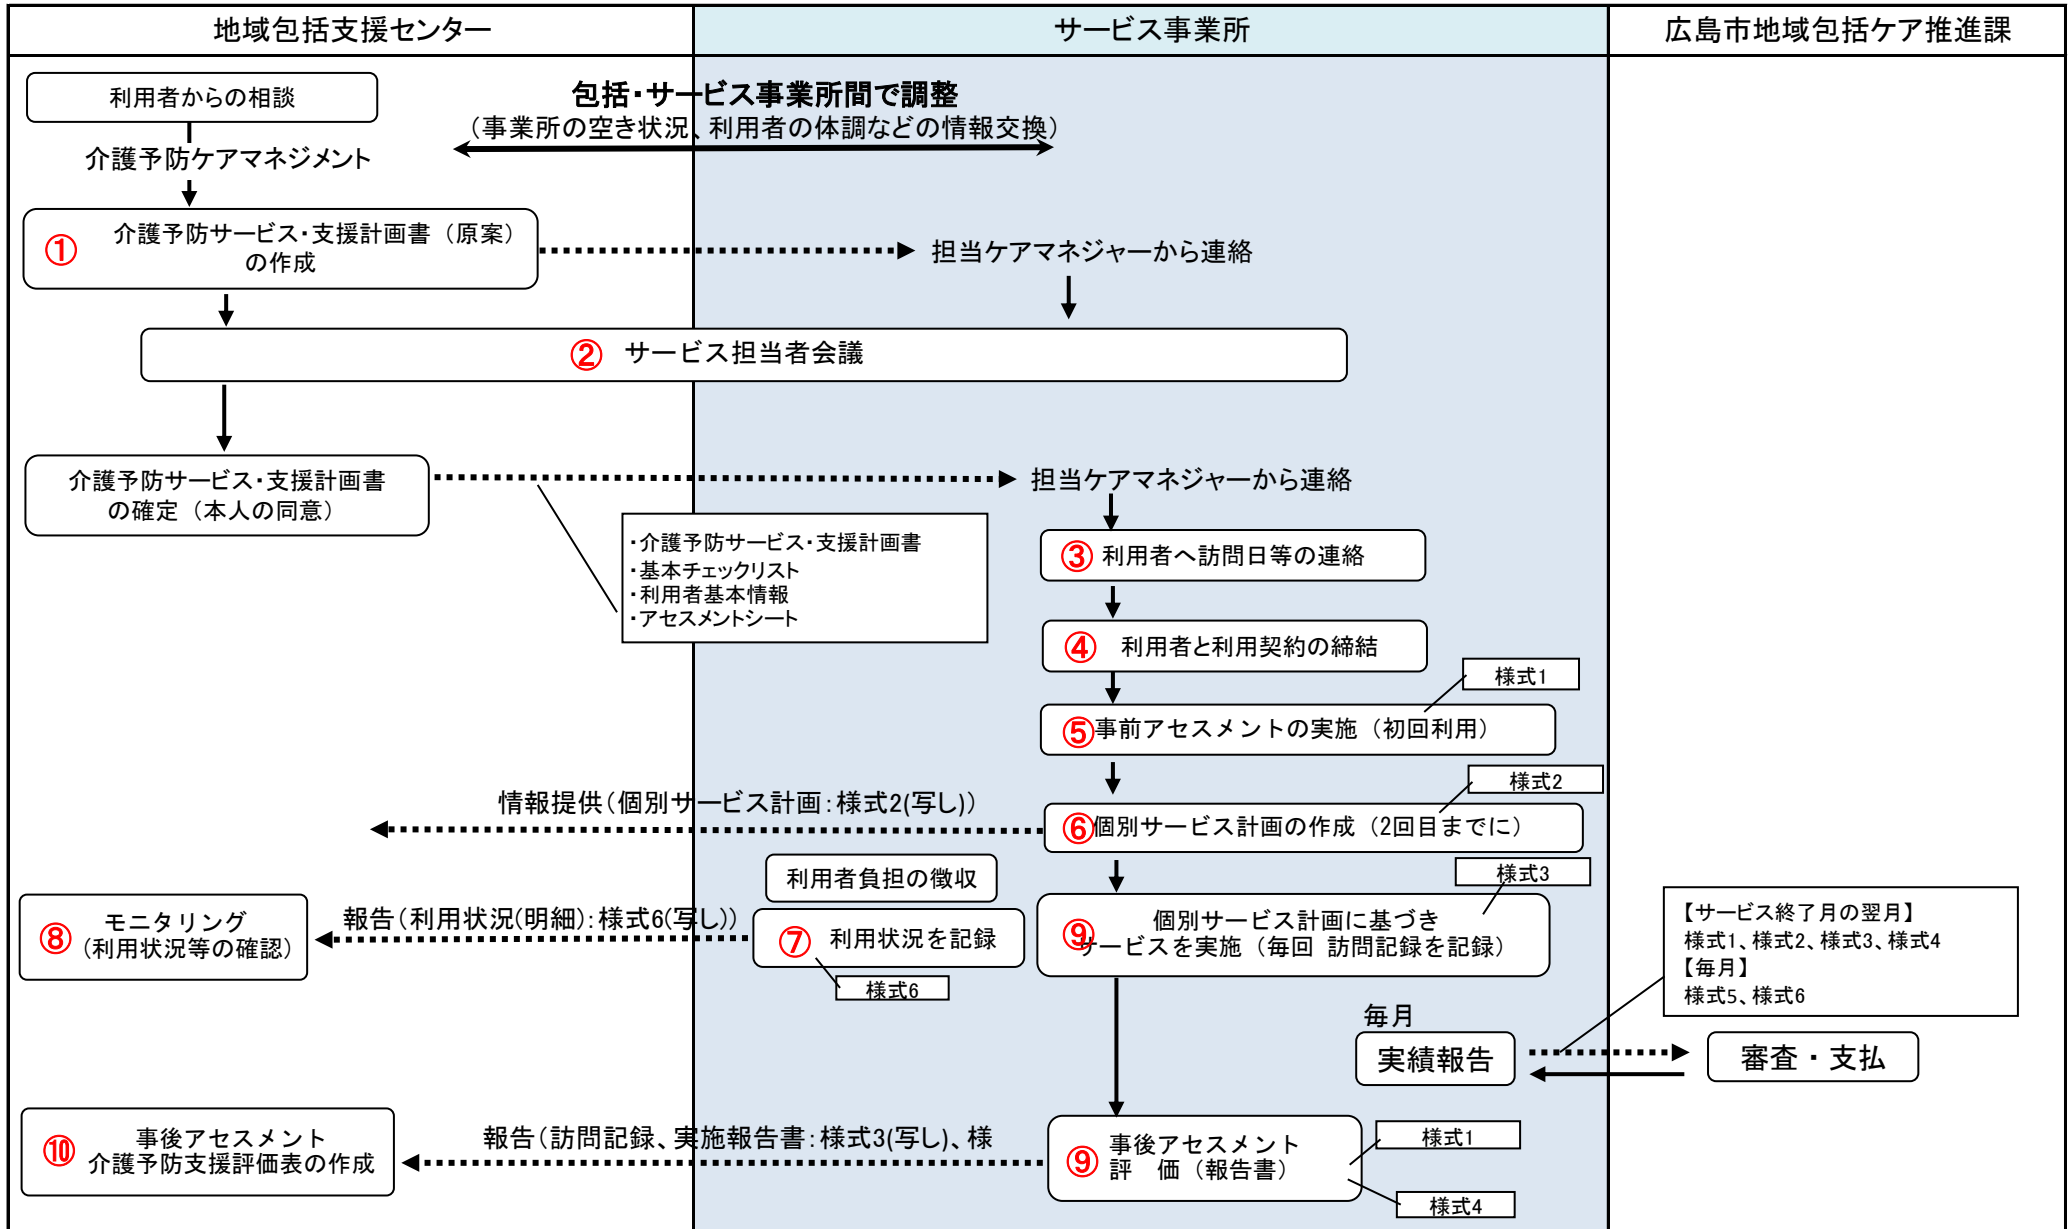 地域包括支援センター
サービス事業所
広島市地域包括ケア推進課
利用者からの相談
包括・サービス事業所間で調整
（事業所の空き状況、利用者の体調などの情報交換）
介護予防ケアマネジメント
① 介護予防サービス・支援計画書（原案）
の作成
担当ケアマネジャーから連絡
② サービス担当者会議
介護予防サービス・支援計画書
の確定（本人の同意）
担当ケアマネジャーから連絡
・介護予防サービス・支援計画書
・基本チェックリスト
・利用者基本情報
・アセスメントシート
③ 利用者へ訪問日等の連絡
④ 利用者と利用契約の締結
様式1
⑤ 事前アセスメントの実施（初回利用）
様式2
情報提供（個別サービス計画：様式2(写し)）
⑥ 個別サービス計画の作成（2回目までに）
利用者負担の徴収
様式3
⑧ モニタリング
（利用状況等の確認）
報告（利用状況(明細)：様式6(写し)）
⑦ 利用状況を記録
様式6
⑨ 個別サービス計画に基づき
サービスを実施（毎回 訪問記録を記録）
【サービス終了月の翌月】
様式1、様式2、様式3、様式4
【毎月】
様式5、様式6
毎月
実績報告
審査・支払
⑩ 事後アセスメント
介護予防支援評価表の作成
報告（訪問記録、実施報告書：様式3(写し)、様
⑨ 事後アセスメント
評　価（報告書）
様式1
様式4